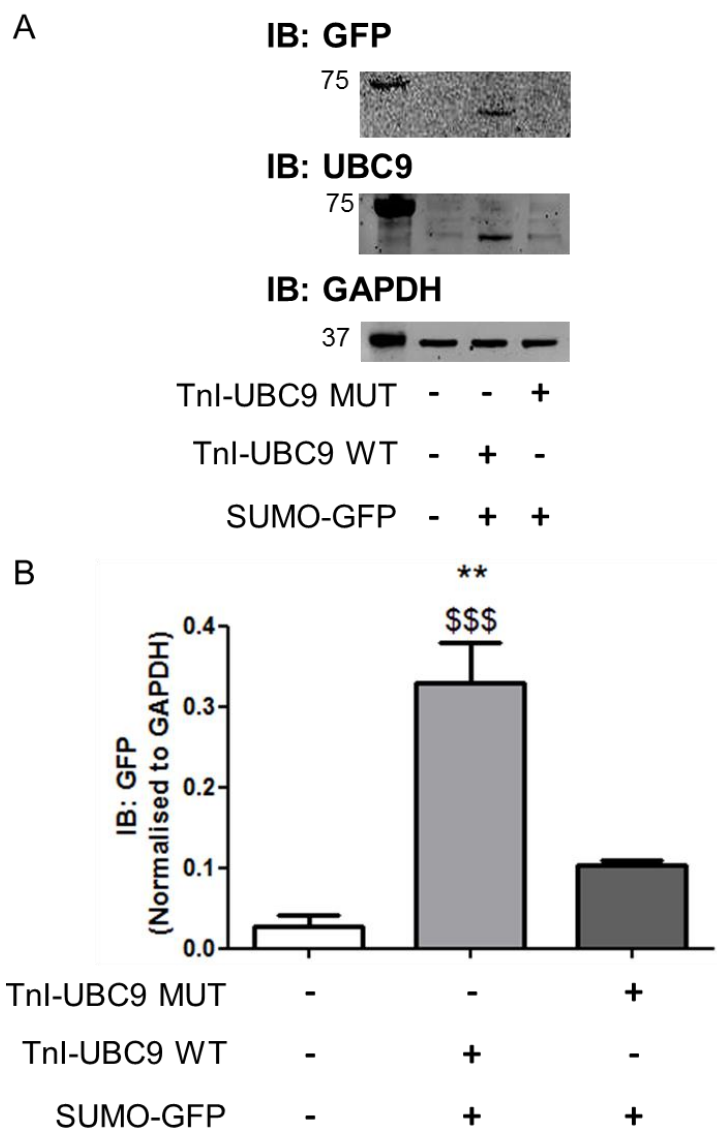 A
IB: GFP
75
IB: UBC9
75
IB: GAPDH
37
TnI-UBC9 MUT - - +
TnI-UBC9 WT - + -
SUMO-GFP - + +
B
**
$$$
IB: GFP
(Normalised to GAPDH)
0.4
0.3
0.2
0.1
0.0
TnI-UBC9 MUT - - +
TnI-UBC9 WT - + -
SUMO-GFP - + +